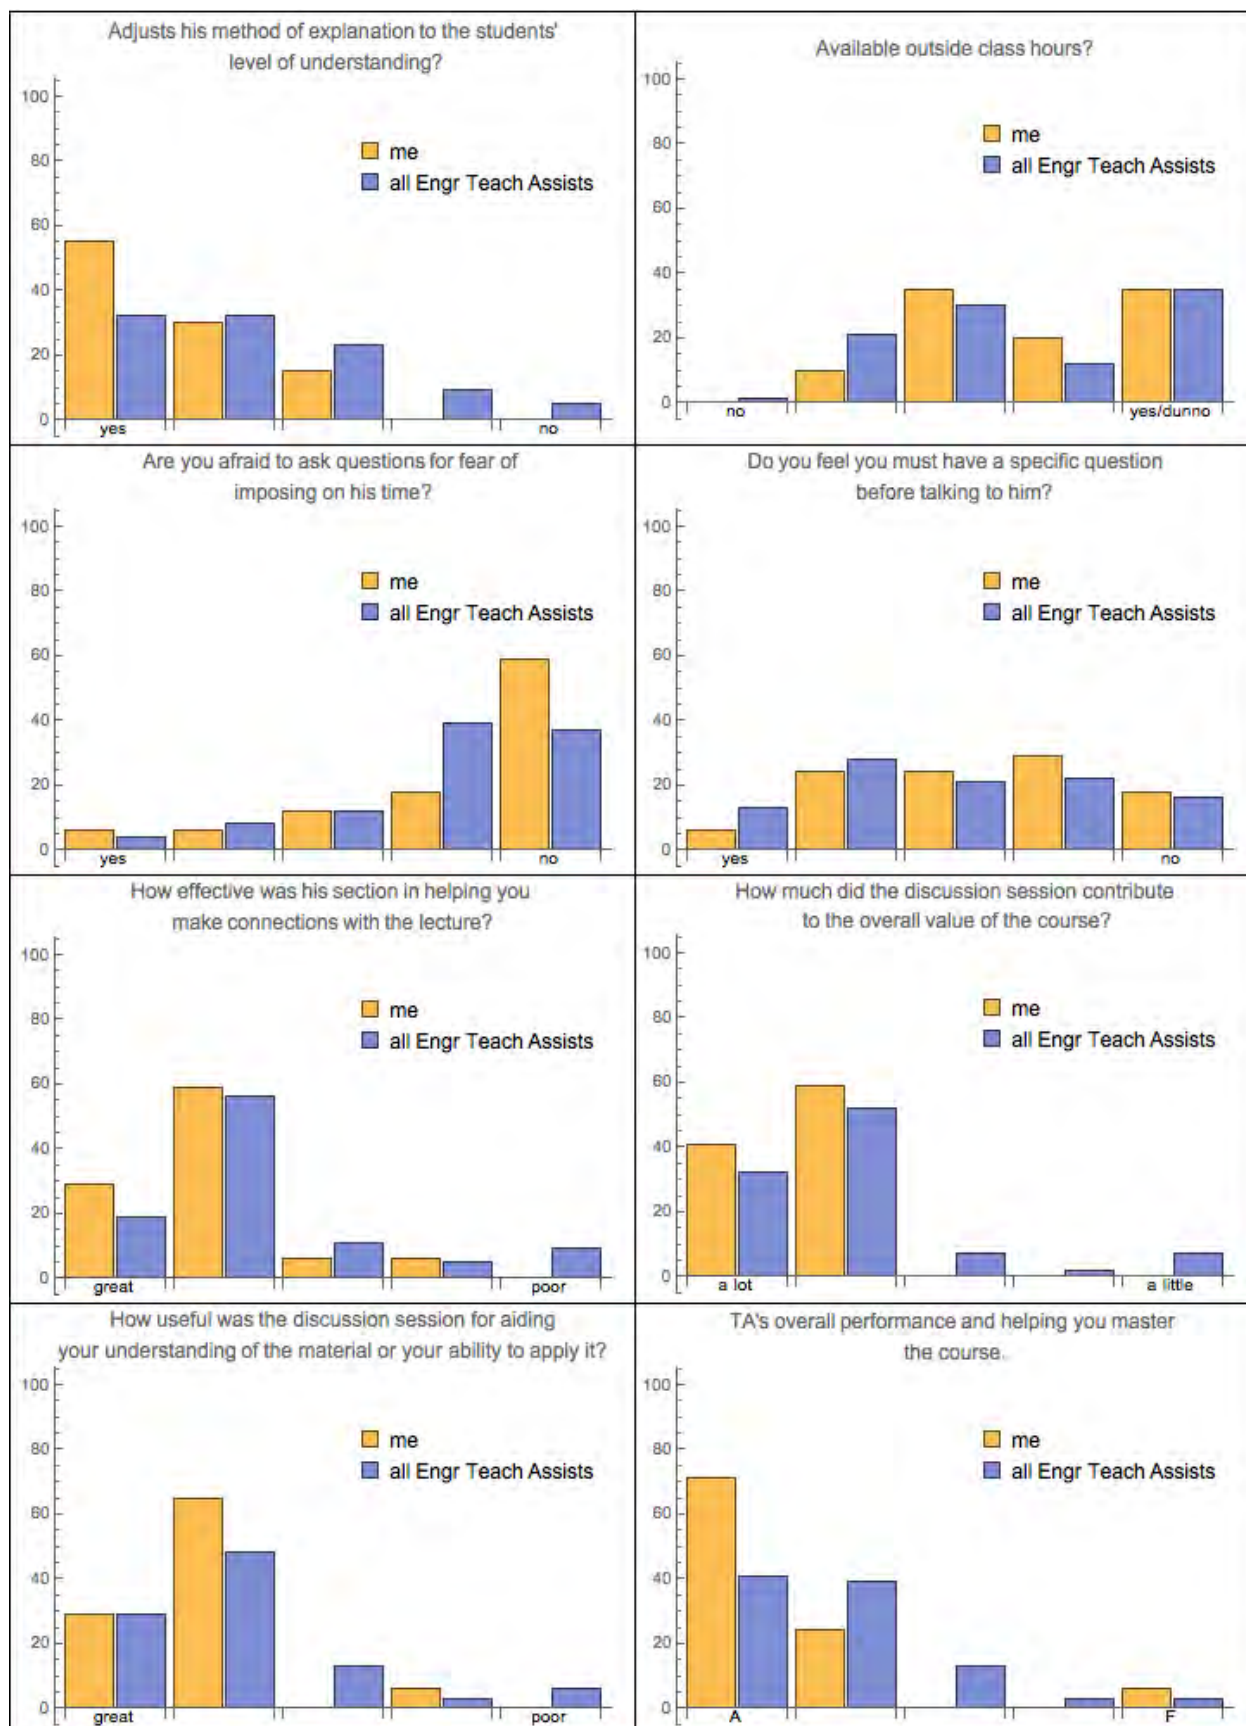 Adjusts his method of explanation to the students'
level of understanding?
100
80
60
40
20
0
me
all Engr Teach Assists
yes
no
Available outside class hours?
100
80
60
40
20
0
me
all Engr Teach Assists
no
yes/dunno
Are you afraid to ask questions for fear of
imposing on his time?
100
80
60
40
20
0
me
all Engr Teach Assists
yes
no
Do you feel you must have a specific question
before talking to him?
100
80
60
40
20
0
me
all Engr Teach Assists
yes
no
How effective was his section in helping you
make connections with the lecture?
100
80
60
40
20
0
me
all Engr Teach Assists
great
poor
How much did the discussion session contribute
to the overall value of the course?
100
80
60
40
20
0
me
all Engr Teach Assists
a lot
a little
How useful was the discussion session for aiding
your understanding of the material or your ability to apply it?
100
80
60
40
20
0
me
all Engr Teach Assists
great
poor
TA's overall performance and helping you master
the course.
100
80
60
40
20
0
me
all Engr Teach Assists
A
F